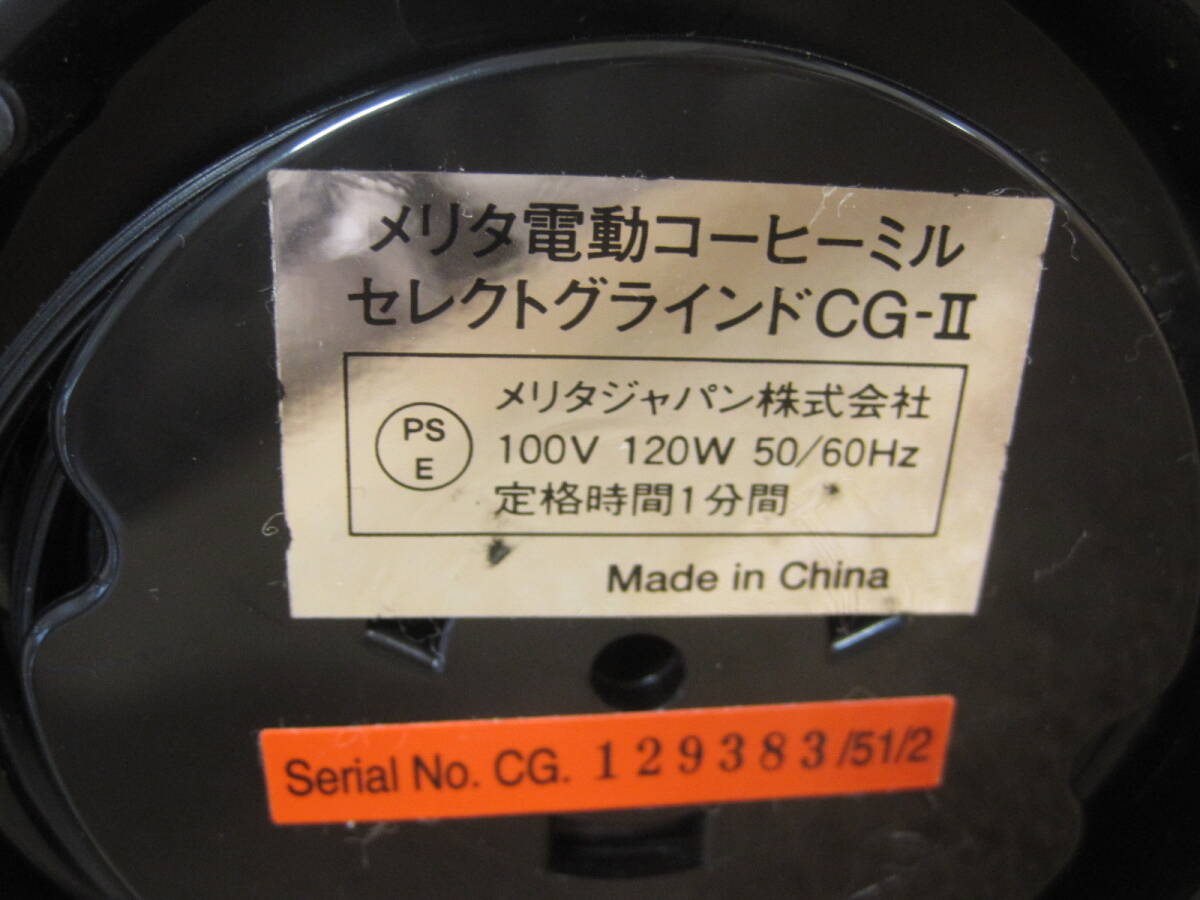 メリタ電動コーヒーミル
セレクトグラインドCG-Ⅱ
メリタジャパン株式会社
PS
E
100V 120W 50/60Hz
定格時間1分間
Made in China
Serial No. CG. 129383/51/2